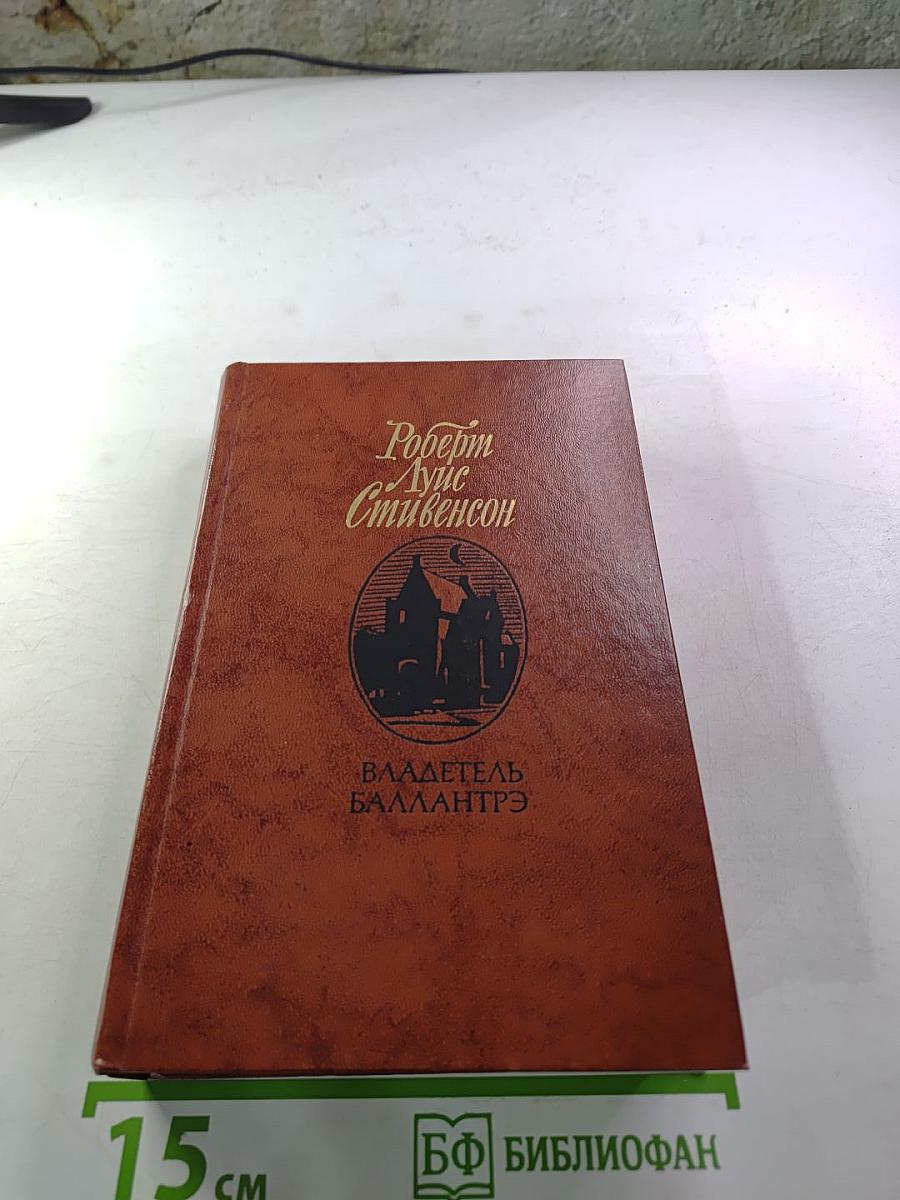 Роберт
Луис
Стивенсон
ВЛАДЕТЕЛЬ
БАЛЛАНТРЭ
15 см
БФ БИБЛИОФАН